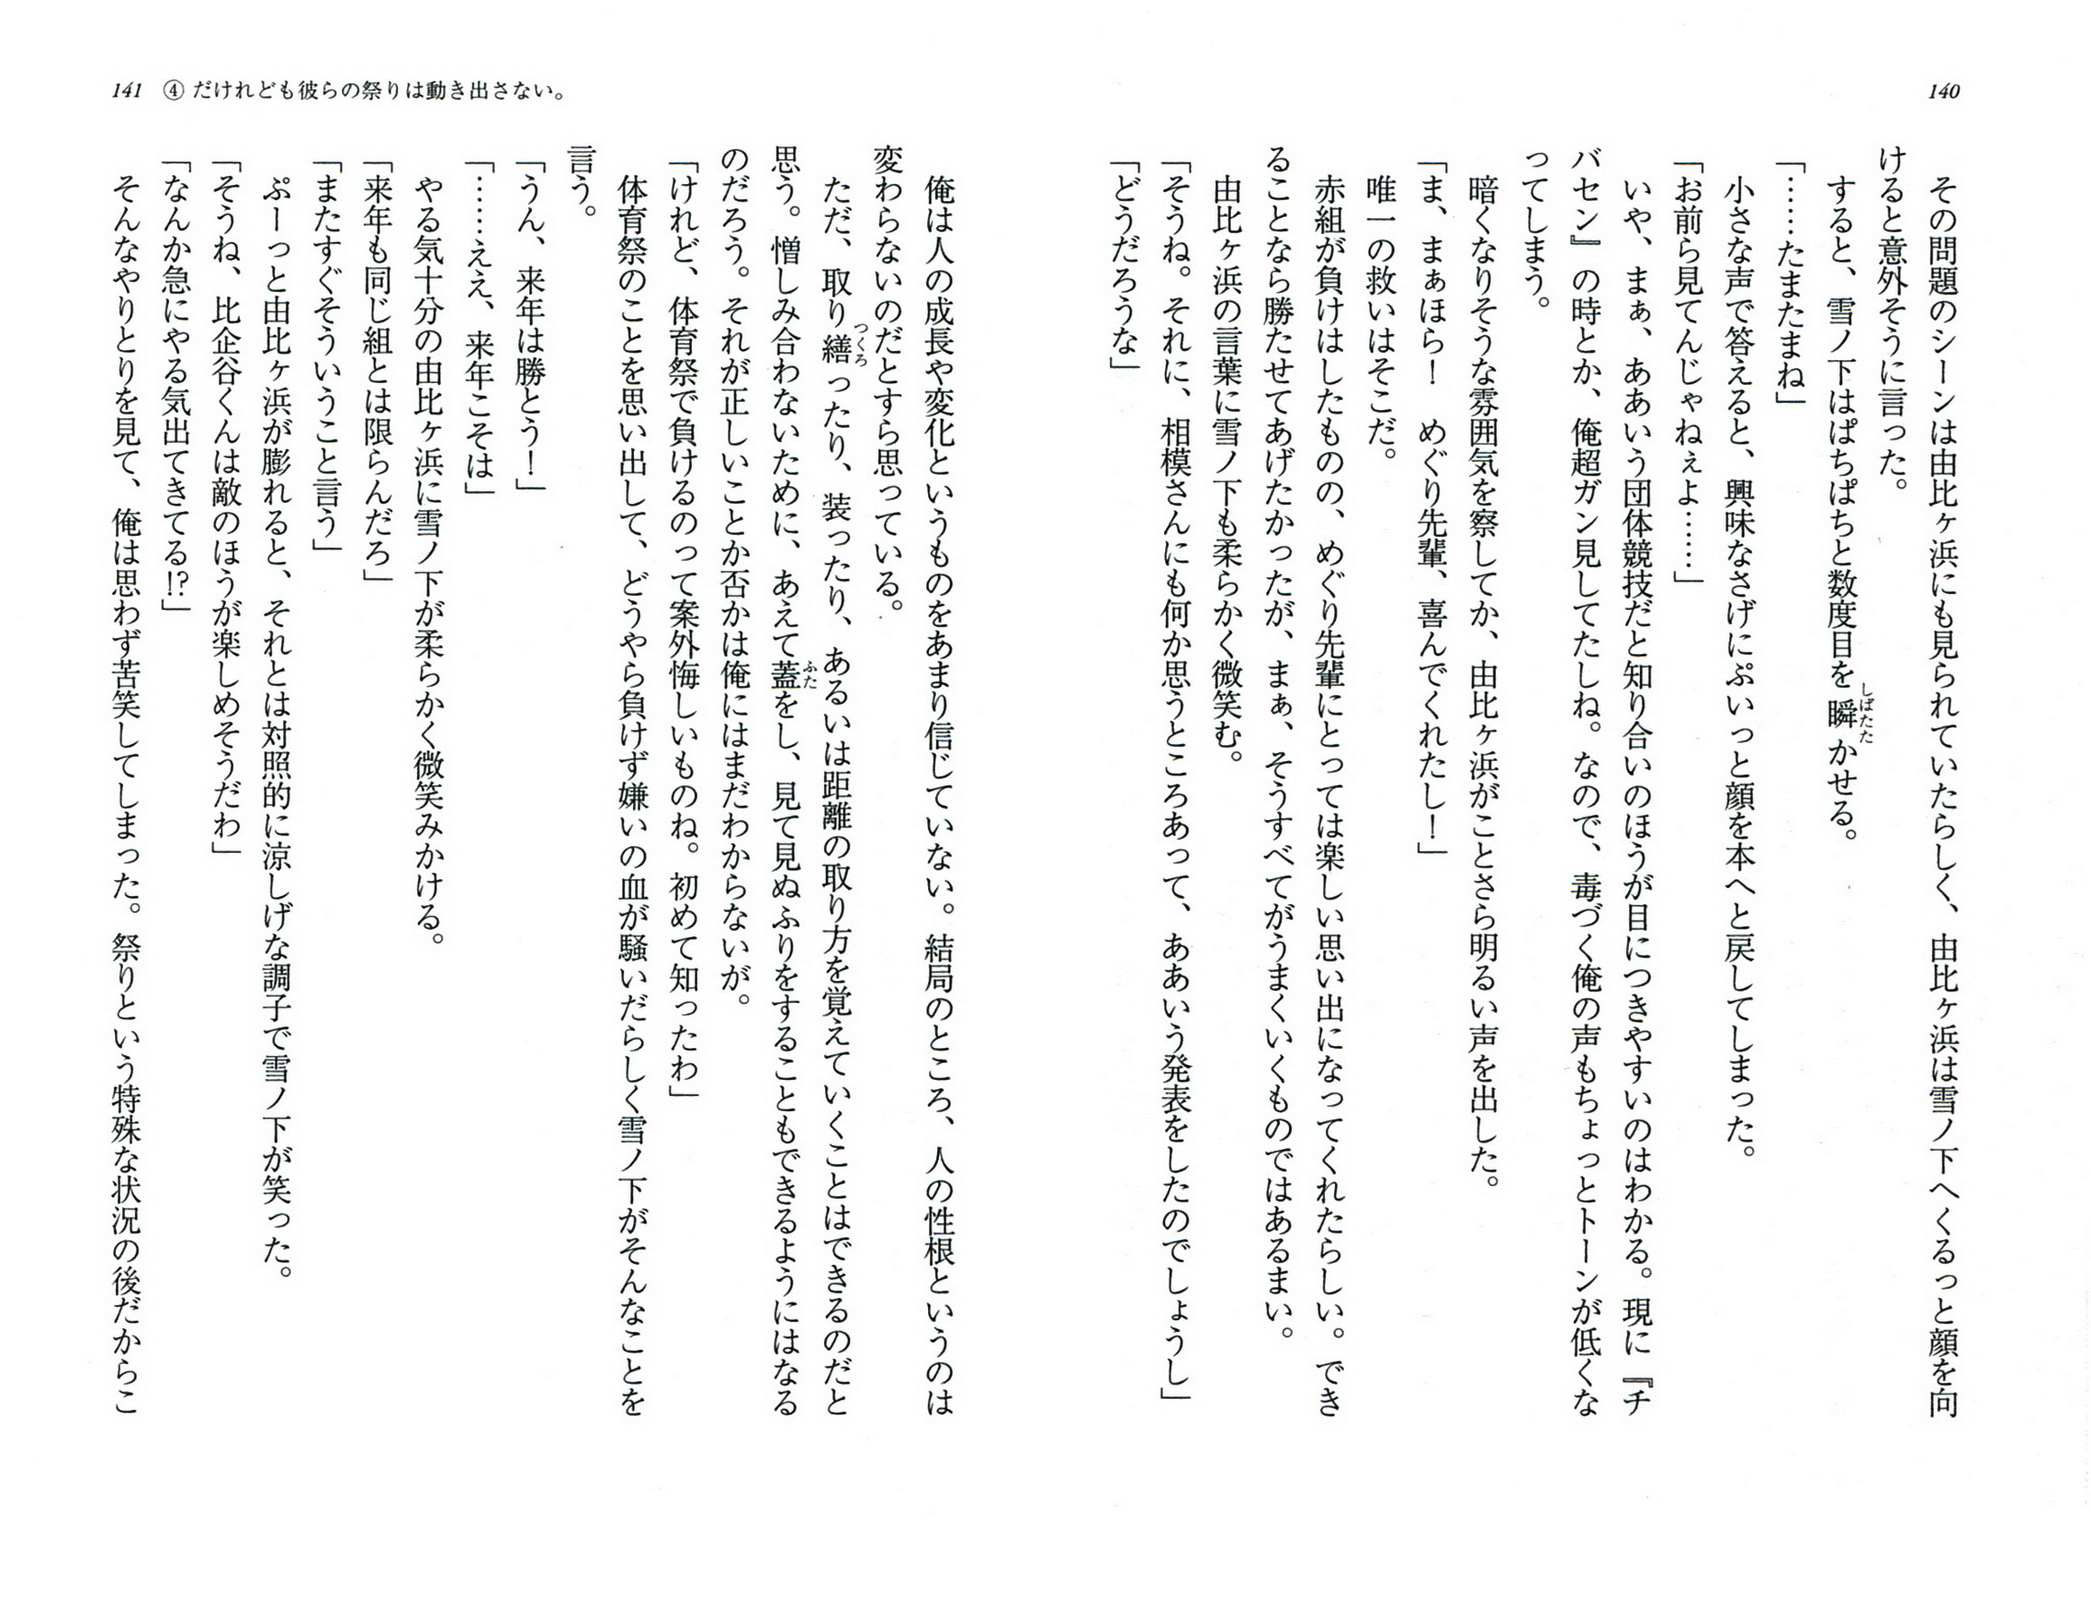 140
その問題のシーンは由比ヶ浜にも見られていたらしく、由比ヶ浜は雪ノ下へくるっと顔を向
けると意外そうに言った。
すると、雪ノ下はぱちぱちと数度目を瞬かせる。
「……たまたまね」
小さな声で答えると、興味なさげにぷいっと顔を本へと戻してしまった。
「お前ら見てんじゃねぇよ……」
いや、まぁ、ああいう団体競技だと知り合いのほうが目につきやすいのはわかる。現に『チ
バセン』の時とか、俺超ガン見してたしね。なので、毒づく俺の声もちょっとトーンが低くな
ってしまう。
暗くなりそうな雰囲気を察してか、由比ヶ浜がことさら明るい声を出した。
「ま、まぁほら！　めぐり先輩、喜んでくれたし！」
唯一の救いはそこだ。
赤組が負けはしたものの、めぐり先輩にとっては楽しい思い出になってくれたらしい。でき
ることなら勝たせてあげたかったが、まぁ、そうすべてがうまくいくものではあるまい。
由比ヶ浜の言葉に雪ノ下も柔らかく微笑む。
「そうね。それに、相模さんにも何か思うところあって、ああいう発表をしたのでしょうし」
「どうだろうな」
141 ④ だけれども彼らの祭りは動き出さない。
俺は人の成長や変化というものをあまり信じていない。結局のところ、人の性根というのは
変わらないのだとすら思っている。
ただ、取り繕ったり、装ったり、あるいは距離の取り方を覚えていくことはできるのだと
思う。憎しみ合わないために、あえて蓋をし、見て見ぬふりをすることもできるようにはなる
のだろう。それが正しいことか否かは俺にはまだわからないが。
「けれど、体育祭で負けるのって案外悔しいものね。初めて知ったわ」
体育祭のことを思い出して、どうやら負けず嫌いの血が騒いだらしく雪ノ下がそんなことを
言う。
「うん、来年は勝とう！」
「……ええ、来年こそは」
やる気十分の由比ヶ浜に雪ノ下が柔らかく微笑みかける。
「来年も同じ組とは限らんだろ」
「またすぐそういうこと言う」
ぷーっと由比ヶ浜が膨れると、それとは対照的に涼しげな調子で雪ノ下が笑った。
「そうね、比企谷くんは敵のほうが楽しめそうだわ」
「なんか急にやる気出てきてる!?」
そんなやりとりを見て、俺は思わず苦笑してしまった。祭りという特殊な状況の後だからこ